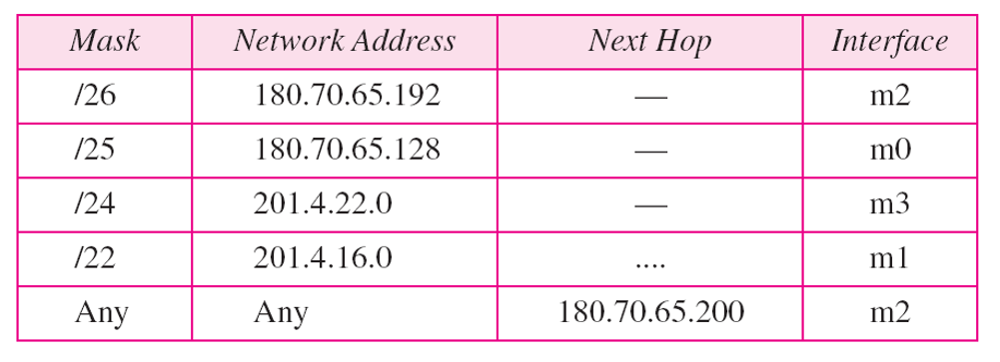 Mask Network Address Next Hop Interface
/26 180.70.65.192 — m2
/25 180.70.65.128 — m0
/24 201.4.22.0 — m3
/22 201.4.16.0 .... m1
Any Any 180.70.65.200 m2